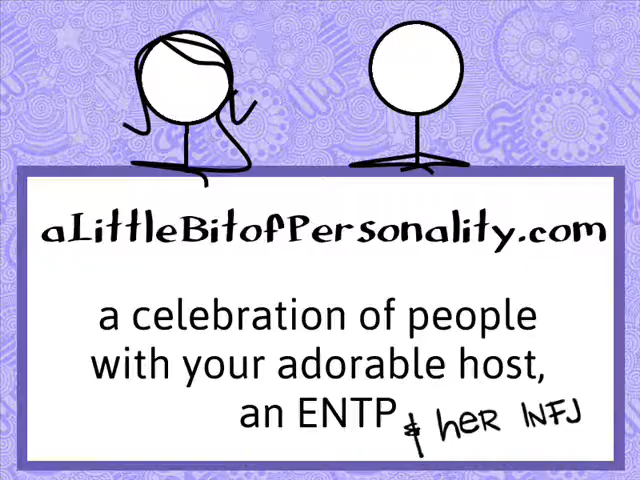 aLittleBitofPersonality.com
a celebration of people
with your adorable host,
an ENTP & her INFJ